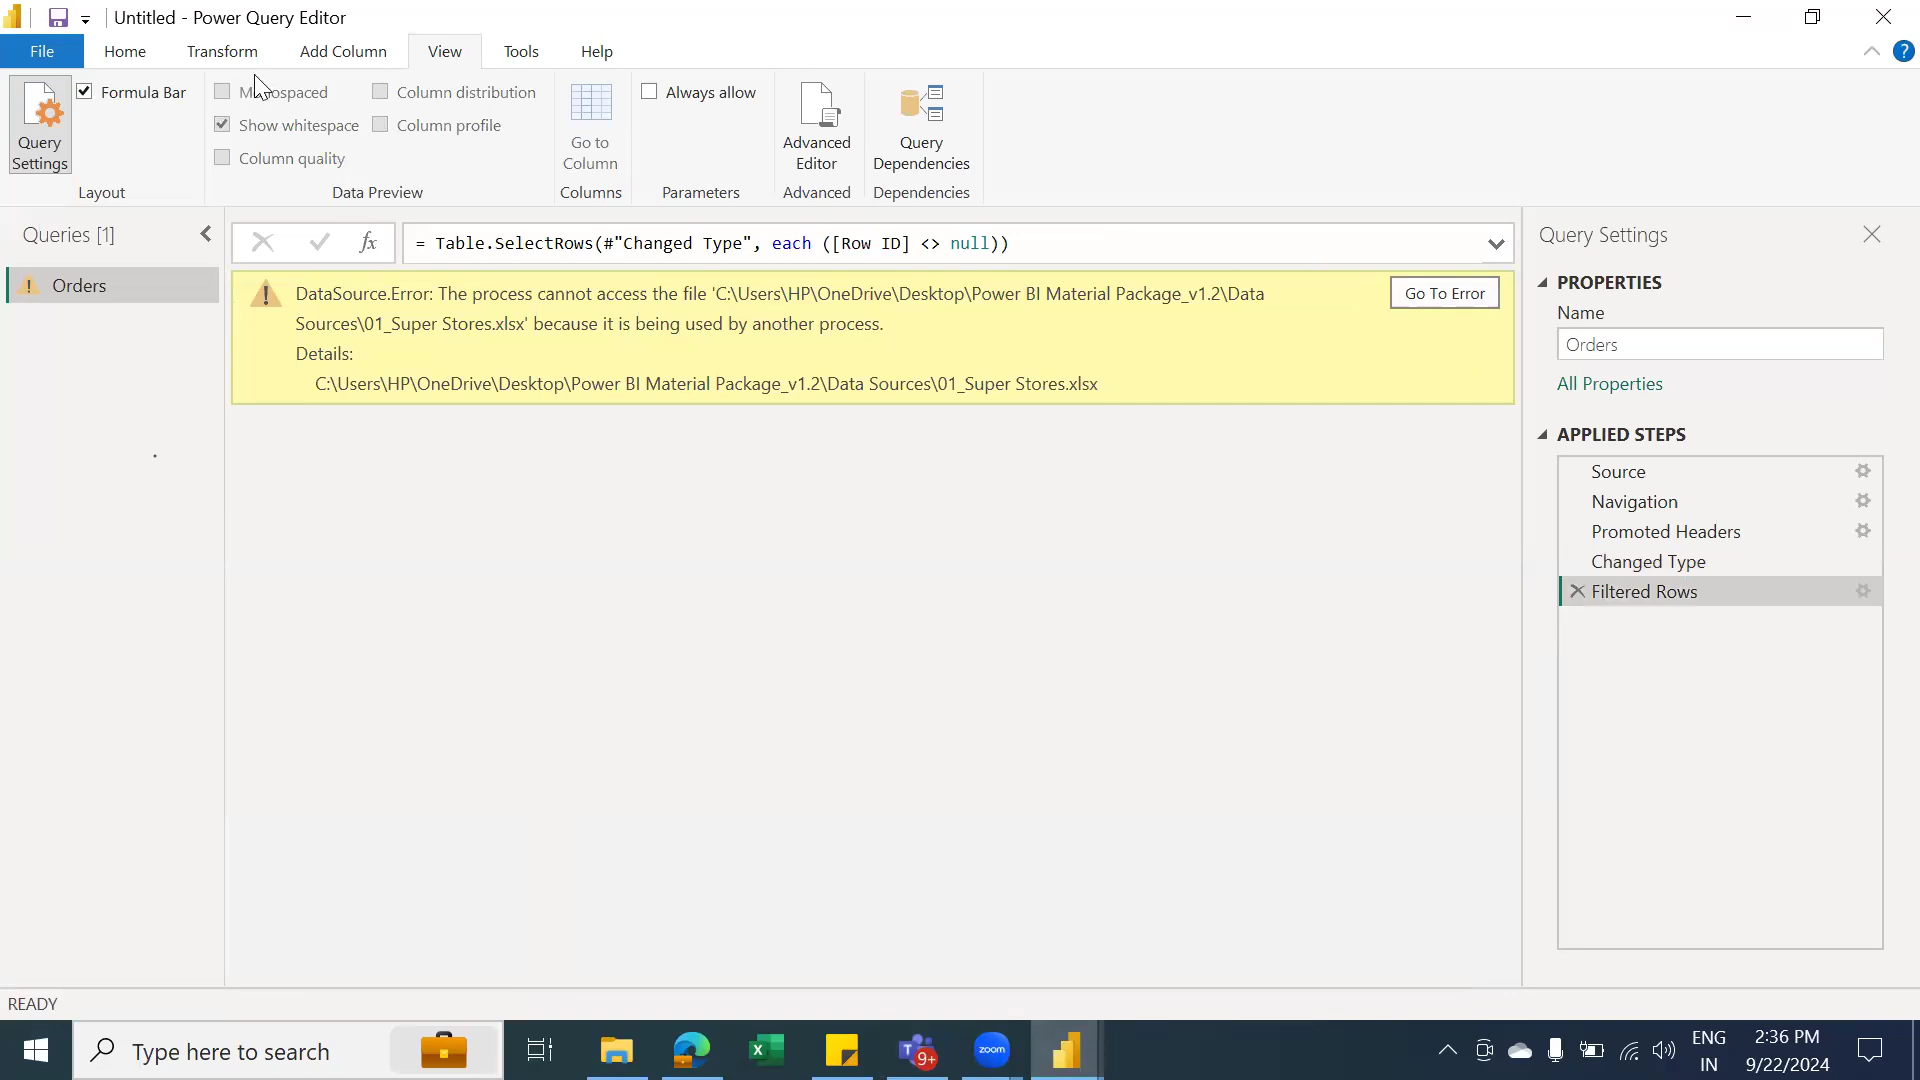 Untitled - Power Query Editor
File Home Transform Add Column View Tools Help
?
Query Settings
Formula Bar
Layout
Show whitespace
Column quality
Column distribution
Column profile
Data Preview
Go to Column
Columns
Always allow
Parameters
Advanced Editor
Advanced
Query Dependencies
Dependencies
Queries [1]
Orders
fx
= Table.SelectRows(#"Changed Type", each ([Row ID] <> null))
DataSource.Error: The process cannot access the file 'C:\Users\HP\OneDrive\Desktop\Power BI Material Package_v1.2\Data
Sources\01_Super Stores.xlsx' because it is being used by another process.
Details:
C:\Users\HP\OneDrive\Desktop\Power BI Material Package_v1.2\Data Sources\01_Super Stores.xlsx
Go To Error
Query Settings
PROPERTIES
Name
Orders
All Properties
APPLIED STEPS
Source
Navigation
Promoted Headers
Changed Type
Filtered Rows
READY
Type here to search
9+
zoom
ENG
IN
2:36 PM
9/22/2024